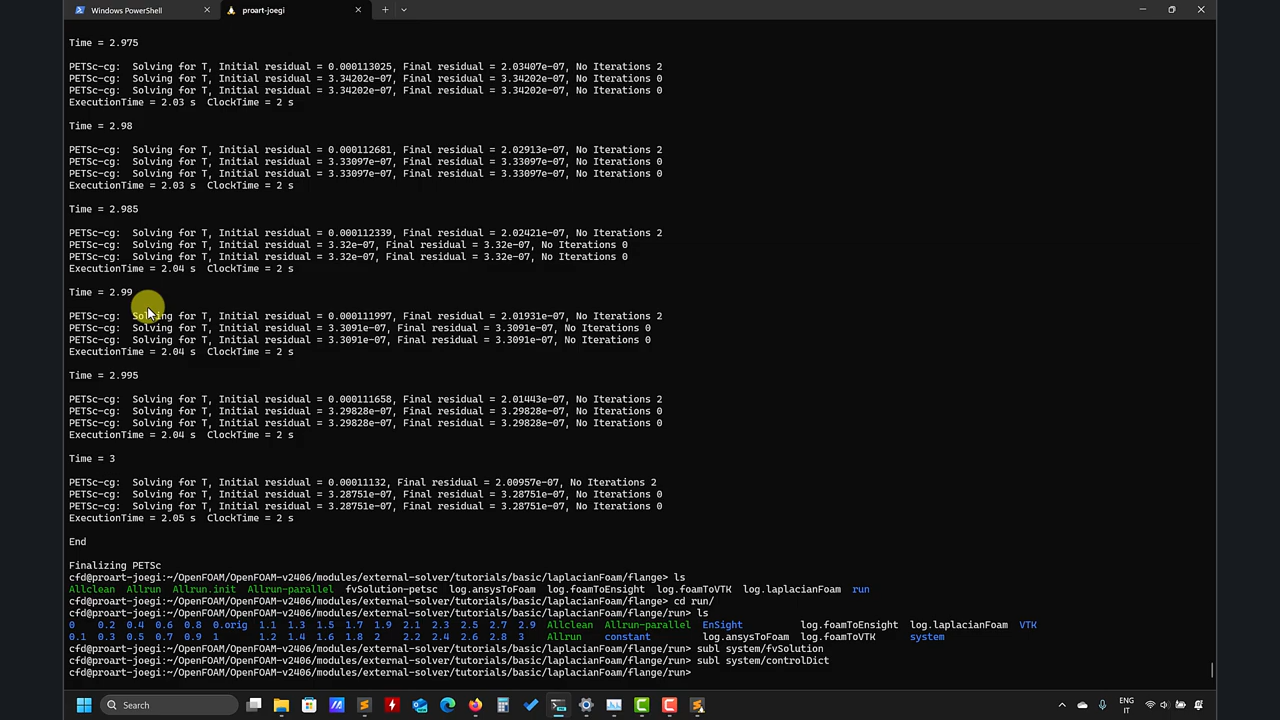 Windows PowerShell
proart-joegi
Time = 2.975
PETSc-cg:  Solving for T, Initial residual = 0.000113025, Final residual = 2.03407e-07, No Iterations 2
PETSc-cg:  Solving for T, Initial residual = 3.34202e-07, Final residual = 3.34202e-07, No Iterations 0
PETSc-cg:  Solving for T, Initial residual = 3.34202e-07, Final residual = 3.34202e-07, No Iterations 0
ExecutionTime = 2.03 s  ClockTime = 2 s
Time = 2.98
PETSc-cg:  Solving for T, Initial residual = 0.000112681, Final residual = 2.02913e-07, No Iterations 2
PETSc-cg:  Solving for T, Initial residual = 3.33097e-07, Final residual = 3.33097e-07, No Iterations 0
PETSc-cg:  Solving for T, Initial residual = 3.33097e-07, Final residual = 3.33097e-07, No Iterations 0
ExecutionTime = 2.03 s  ClockTime = 2 s
Time = 2.985
PETSc-cg:  Solving for T, Initial residual = 0.000112339, Final residual = 2.02421e-07, No Iterations 2
PETSc-cg:  Solving for T, Initial residual = 3.32e-07, Final residual = 3.32e-07, No Iterations 0
PETSc-cg:  Solving for T, Initial residual = 3.32e-07, Final residual = 3.32e-07, No Iterations 0
ExecutionTime = 2.04 s  ClockTime = 2 s
Time = 2.99
PETSc-cg:  Solving for T, Initial residual = 0.000111997, Final residual = 2.01931e-07, No Iterations 2
PETSc-cg:  Solving for T, Initial residual = 3.3091e-07, Final residual = 3.3091e-07, No Iterations 0
PETSc-cg:  Solving for T, Initial residual = 3.3091e-07, Final residual = 3.3091e-07, No Iterations 0
ExecutionTime = 2.04 s  ClockTime = 2 s
Time = 2.995
PETSc-cg:  Solving for T, Initial residual = 0.000111658, Final residual = 2.01443e-07, No Iterations 2
PETSc-cg:  Solving for T, Initial residual = 3.29828e-07, Final residual = 3.29828e-07, No Iterations 0
PETSc-cg:  Solving for T, Initial residual = 3.29828e-07, Final residual = 3.29828e-07, No Iterations 0
ExecutionTime = 2.04 s  ClockTime = 2 s
Time = 3
PETSc-cg:  Solving for T, Initial residual = 0.00011132, Final residual = 2.00957e-07, No Iterations 2
PETSc-cg:  Solving for T, Initial residual = 3.28751e-07, Final residual = 3.28751e-07, No Iterations 0
PETSc-cg:  Solving for T, Initial residual = 3.28751e-07, Final residual = 3.28751e-07, No Iterations 0
ExecutionTime = 2.05 s  ClockTime = 2 s
End
Finalizing PETSc
cfd@proart-joegi:~/OpenFOAM/OpenFOAM-v2406/modules/external-solver/tutorials/basic/laplacianFoam/flange> ls
Allclean  Allrun  Allrun.init  Allrun-parallel  fvSolution-petsc  log.ansysToFoam  log.foamToEnsight  log.foamToVTK  log.laplacianFoam  run
cfd@proart-joegi:~/OpenFOAM/OpenFOAM-v2406/modules/external-solver/tutorials/basic/laplacianFoam/flange> cd run/
cfd@proart-joegi:~/OpenFOAM/OpenFOAM-v2406/modules/external-solver/tutorials/basic/laplacianFoam/flange/run> ls
0    0.2  0.4  0.6  0.8  0.orig  1.1  1.3  1.5  1.7  1.9  2.1  2.3  2.5  2.7  2.9  Allclean  Allrun-parallel  EnSight          log.foamToEnsight  log.laplacianFoam  VTK
0.1  0.3  0.5  0.7  0.9  1       1.2  1.4  1.6  1.8  2    2.2  2.4  2.6  2.8  3    Allrun    constant         log.ansysToFoam  log.foamToVTK      system
cfd@proart-joegi:~/OpenFOAM/OpenFOAM-v2406/modules/external-solver/tutorials/basic/laplacianFoam/flange/run> subl system/fvSolution
cfd@proart-joegi:~/OpenFOAM/OpenFOAM-v2406/modules/external-solver/tutorials/basic/laplacianFoam/flange/run> subl system/controlDict
cfd@proart-joegi:~/OpenFOAM/OpenFOAM-v2406/modules/external-solver/tutorials/basic/laplacianFoam/flange/run>
Search
ENG
IT